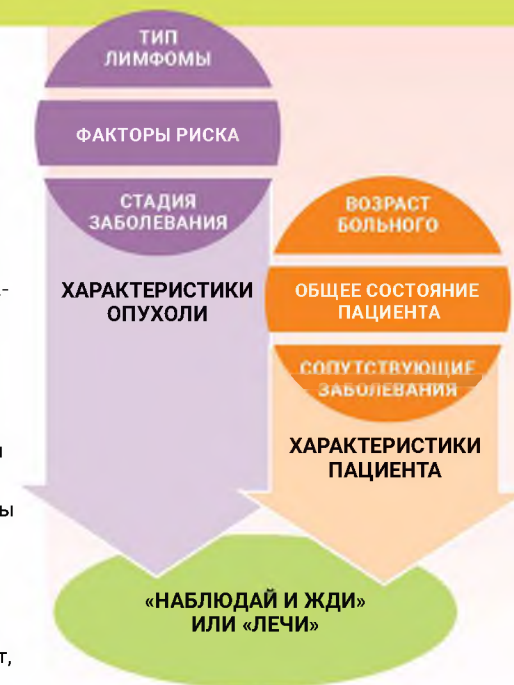 ТИП
ЛИМФОМЫ
ФАКТОРЫ РИСКА
СТАДИЯ
ЗАБОЛЕВАНИЯ
ХАРАКТЕРИСТИКИ
ОПУХОЛИ
ВОЗРАСТ
БОЛЬНОГО
ОБЩЕЕ СОСТОЯНИЕ
ПАЦИЕНТА
СОПУТСТВУЮЩИЕ
ЗАБОЛЕВАНИЯ
ХАРАКТЕРИСТИКИ
ПАЦИЕНТА
«НАБЛЮДАЙ И ЖДИ»
ИЛИ «ЛЕЧИ»